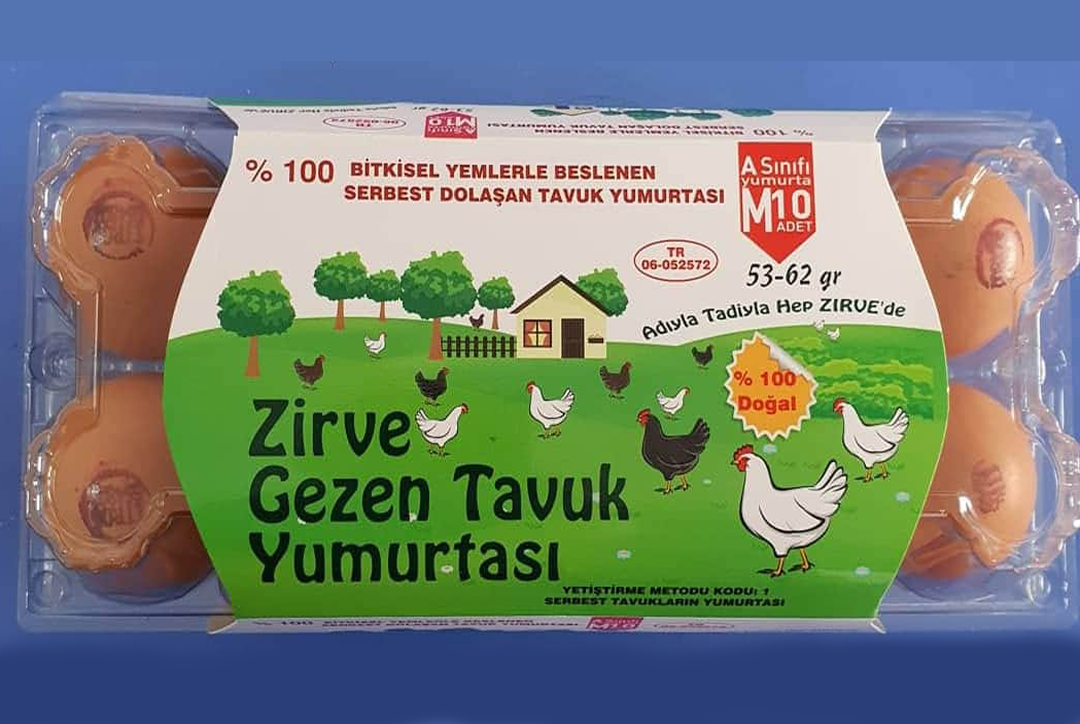 % 100 BİTKİSEL YEMLERLE BESLENEN
SERBEST DOLAŞAN TAVUK YUMURTASI
A Sınıfı
yumurta
M10
ADET
TR
06-052572
53-62 gr
Adıyla Tadiyla Hep ZIRVE'de
% 100
Doğal
Zirve
Gezen Tavuk
Yumurtası
YETİŞTİRME METODU KODU: 1
SERBEST TAVUKLARIN YUMURTASI